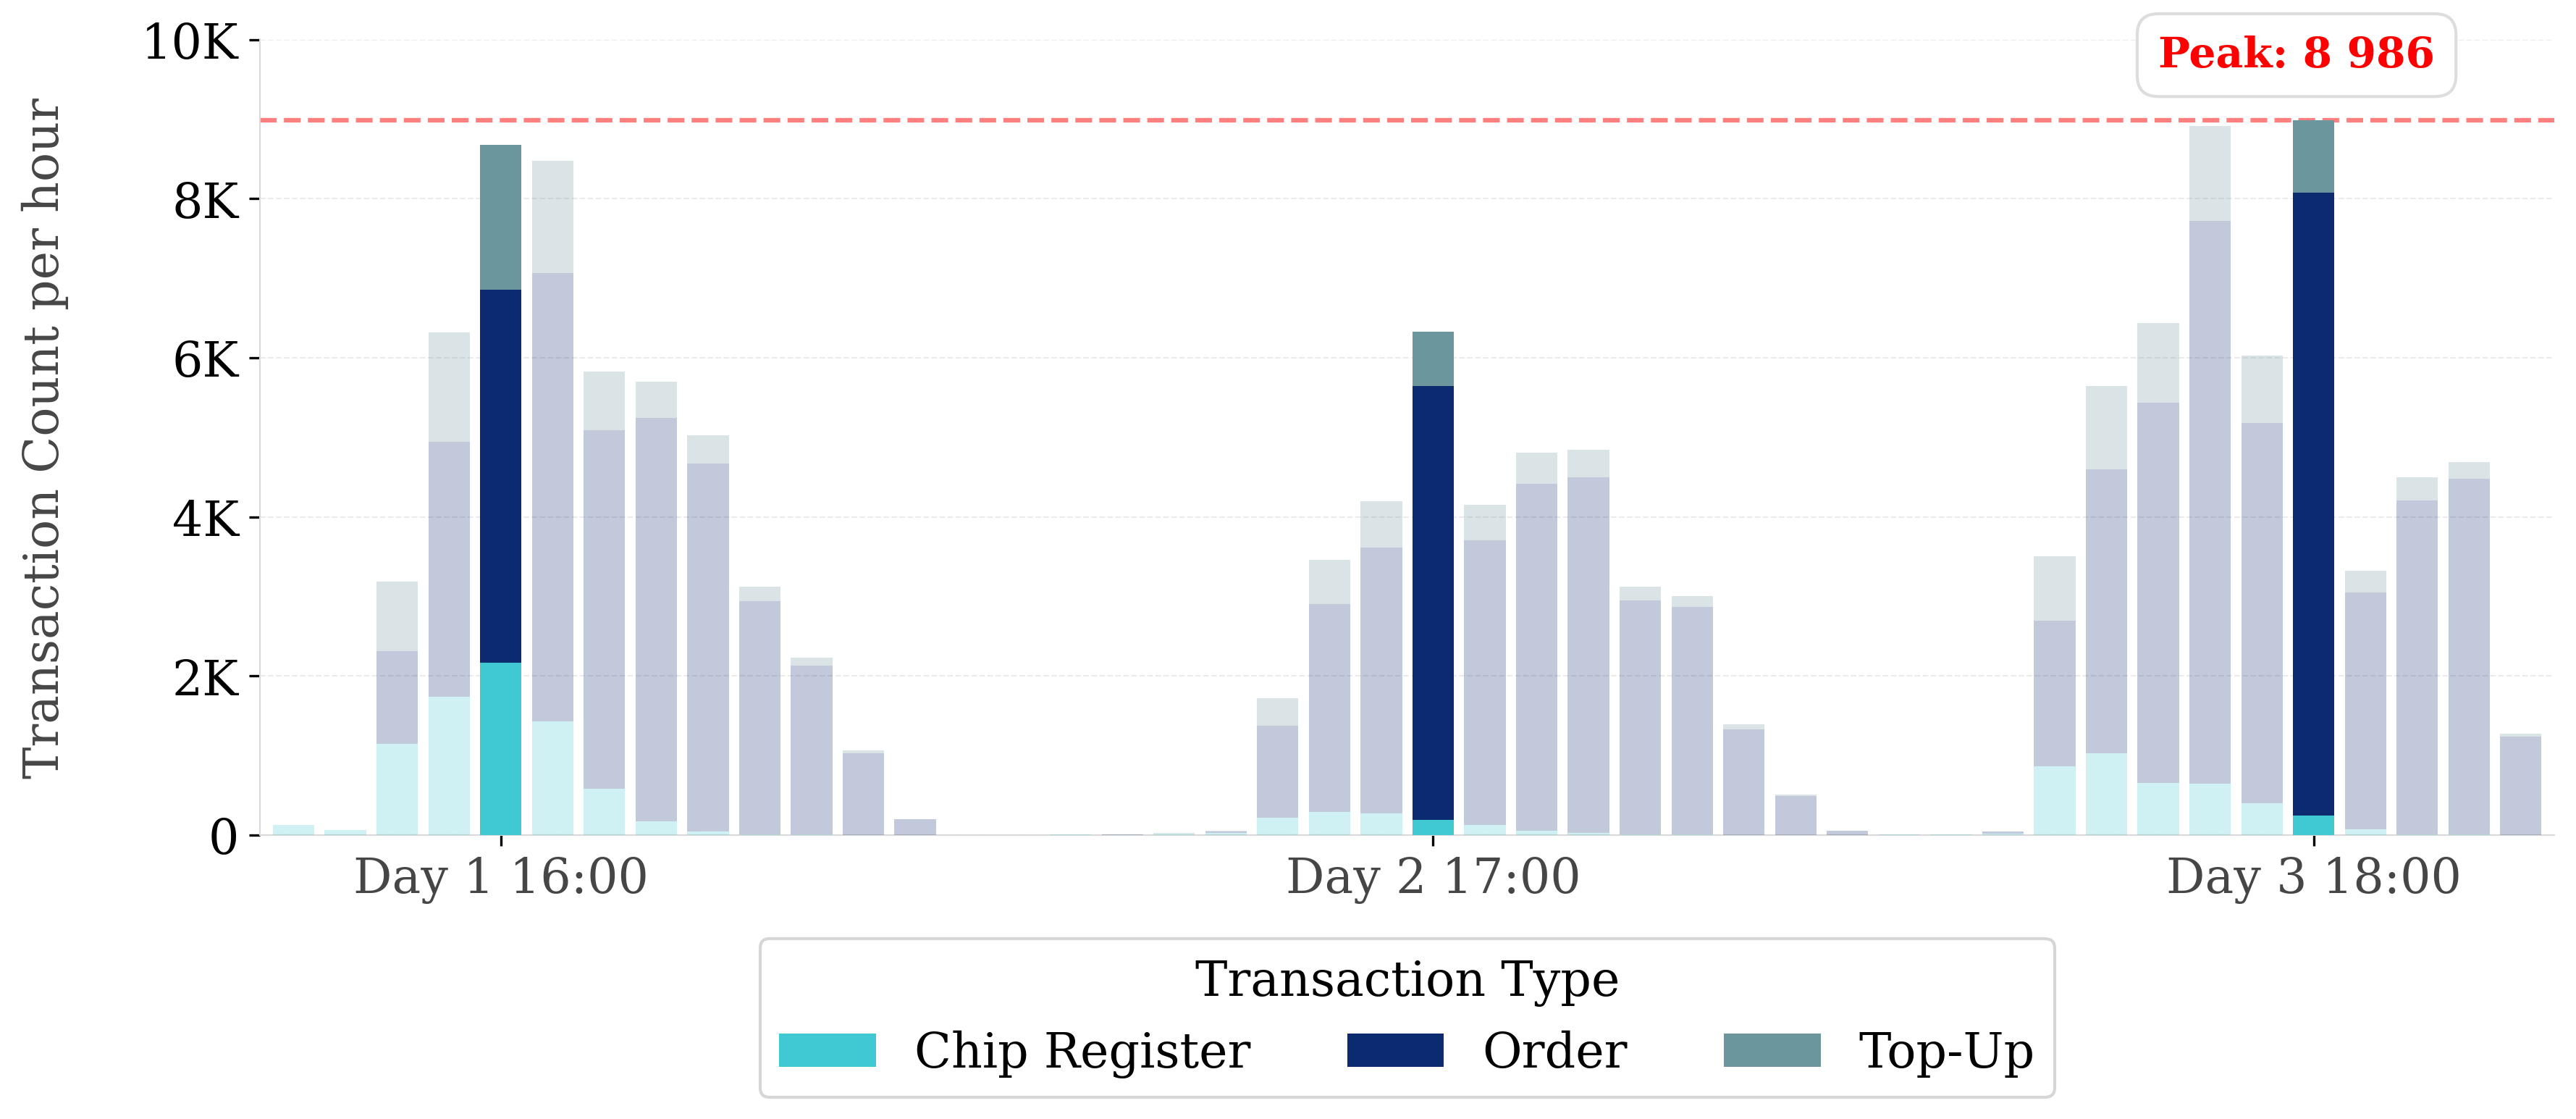 Peak: 8 986
Transaction Count per hour
10K
8K
6K
4K
2K
0
Day 1 16:00
Day 2 17:00
Day 3 18:00
Transaction Type
Chip Register
Order
Top-Up